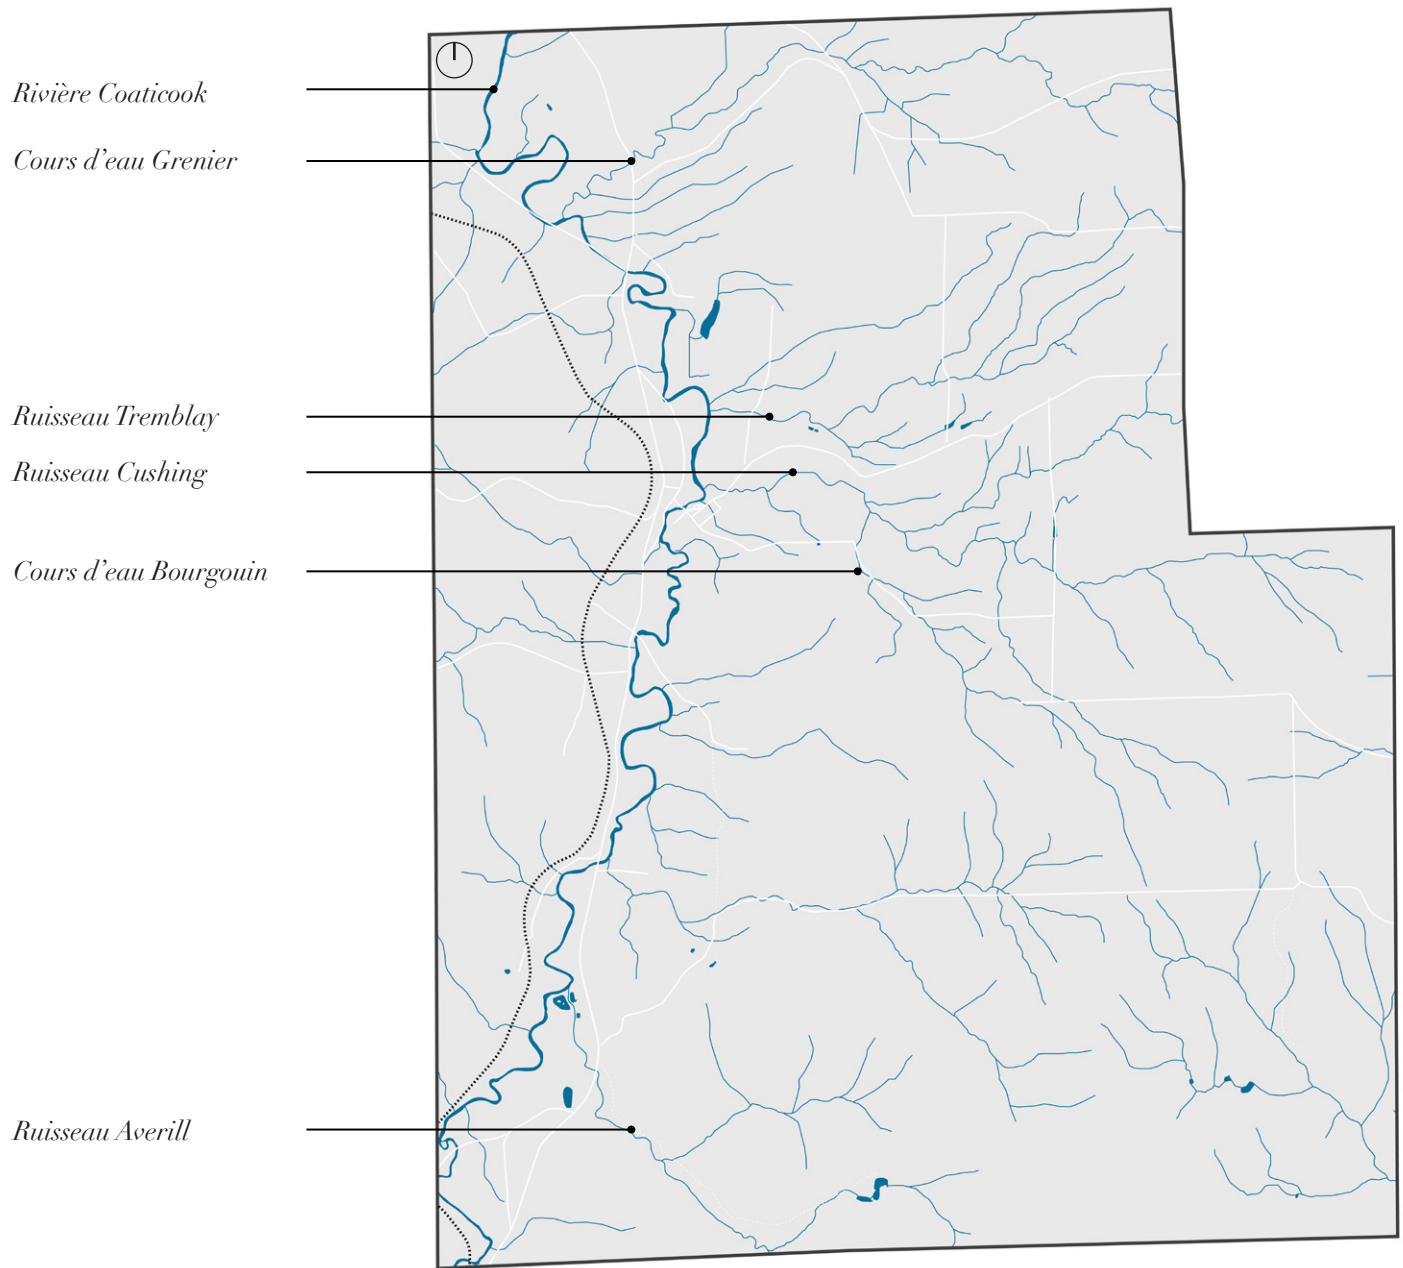 Rivière Coaticook
Cours d’eau Grenier
Ruisseau Tremblay
Ruisseau Cushing
Cours d’eau Bourgouin
Ruisseau Averill